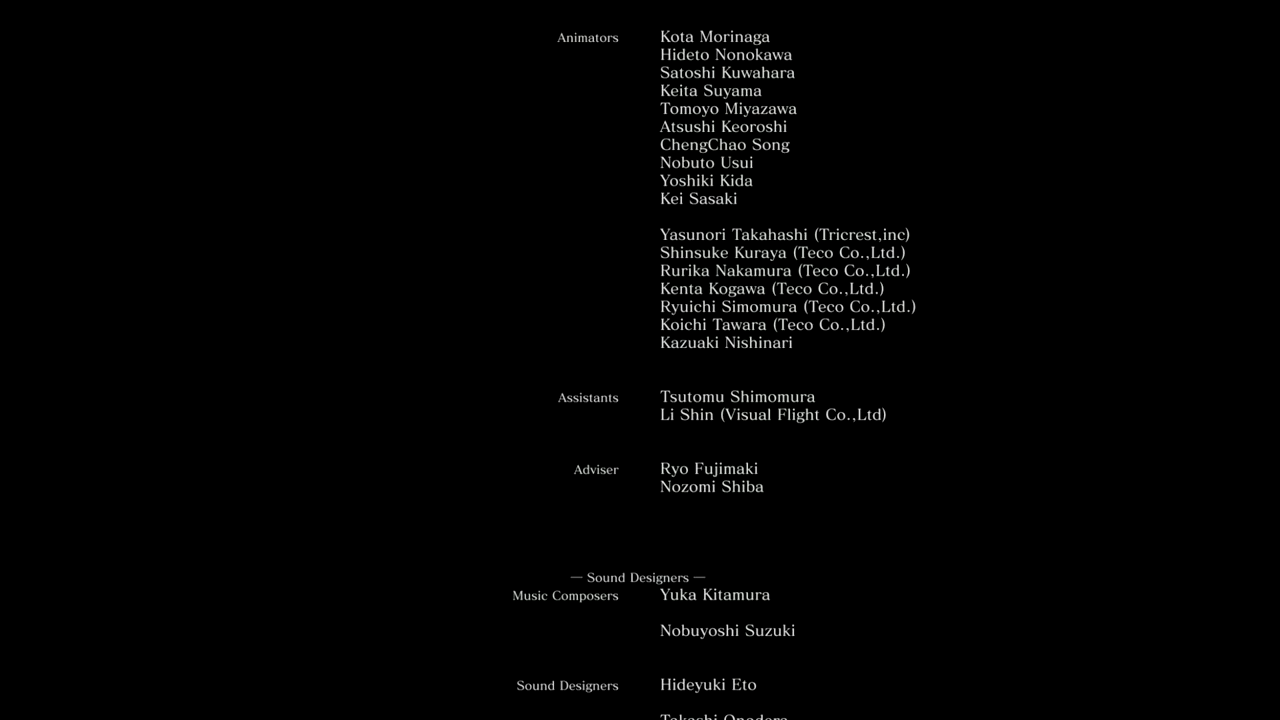 Animators Kota Morinaga
Hideto Nonokawa
Satoshi Kuwahara
Keita Suyama
Tomoyo Miyazawa
Atsushi Keoroshi
ChengChao Song
Nobuto Usui
Yoshiki Kida
Kei Sasaki
Yasunori Takahashi (Tricrest,inc)
Shinsuke Kuraya (Teco Co.,Ltd.)
Rurika Nakamura (Teco Co.,Ltd.)
Kenta Kogawa (Teco Co.,Ltd.)
Ryuichi Simomura (Teco Co.,Ltd.)
Koichi Tawara (Teco Co.,Ltd.)
Kazuaki Nishinari
Assistants Tsutomu Shimomura
Li Shin (Visual Flight Co.,Ltd)
Adviser Ryo Fujimaki
Nozomi Shiba
— Sound Designers —
Music Composers Yuka Kitamura
Nobuyoshi Suzuki
Sound Designers Hideyuki Eto